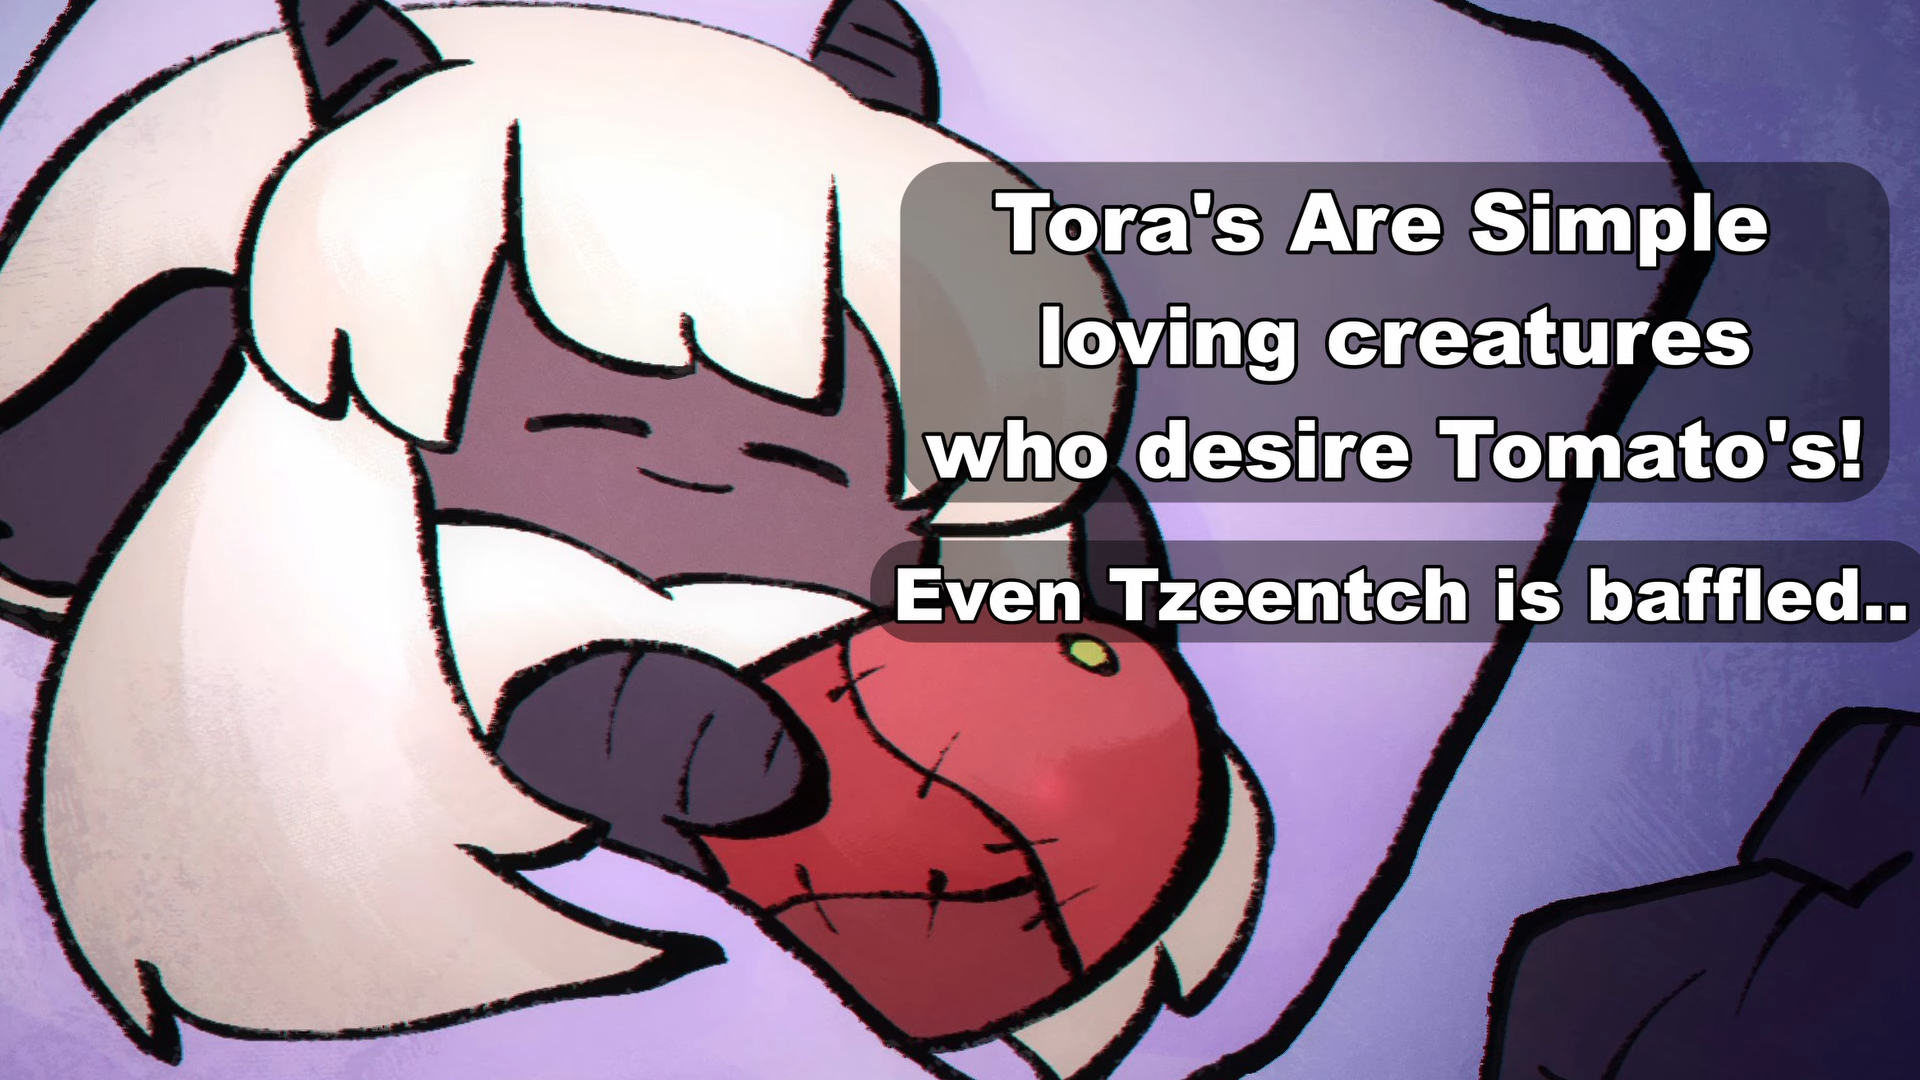 Tora's Are Simple
loving creatures
who desire Tomato's!
Even Tzeentch is baffled..